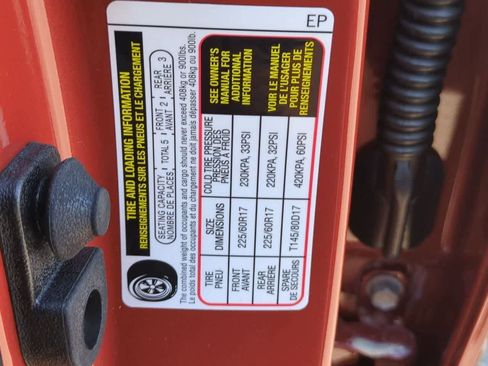 EP
TIRE AND LOADING INFORMATION
RENSEIGNEMENTS SUR LES PNEUS ET LE CHARGEMENT
SEATING CAPACITY TOTAL 5 FRONT 2 REAR 3
NOMBRE DE PLACES AVANT ARRIÈRE
The combined weight of occupants and cargo should never exceed 408kg or 900lbs.
Le poids total des occupants et du chargement ne doit jamais dépasser 408kg ou 900lb.
TIRE SIZE COLD TIRE PRESSURE SEE OWNER'S
PNEU DIMENSIONS PRESSION DES MANUAL FOR
PNEUS À FROID ADDITIONAL
INFORMATION
FRONT 225/60R17 230KPA, 33PSI
AVANT
REAR 225/60R17 220KPA, 32PSI VOIR LE MANUEL
ARRIÈRE DE L'USAGER
POUR PLUS DE
RENSEIGNEMENTS
SPARE T145/80D17 420KPA, 60PSI
DE SECOURS